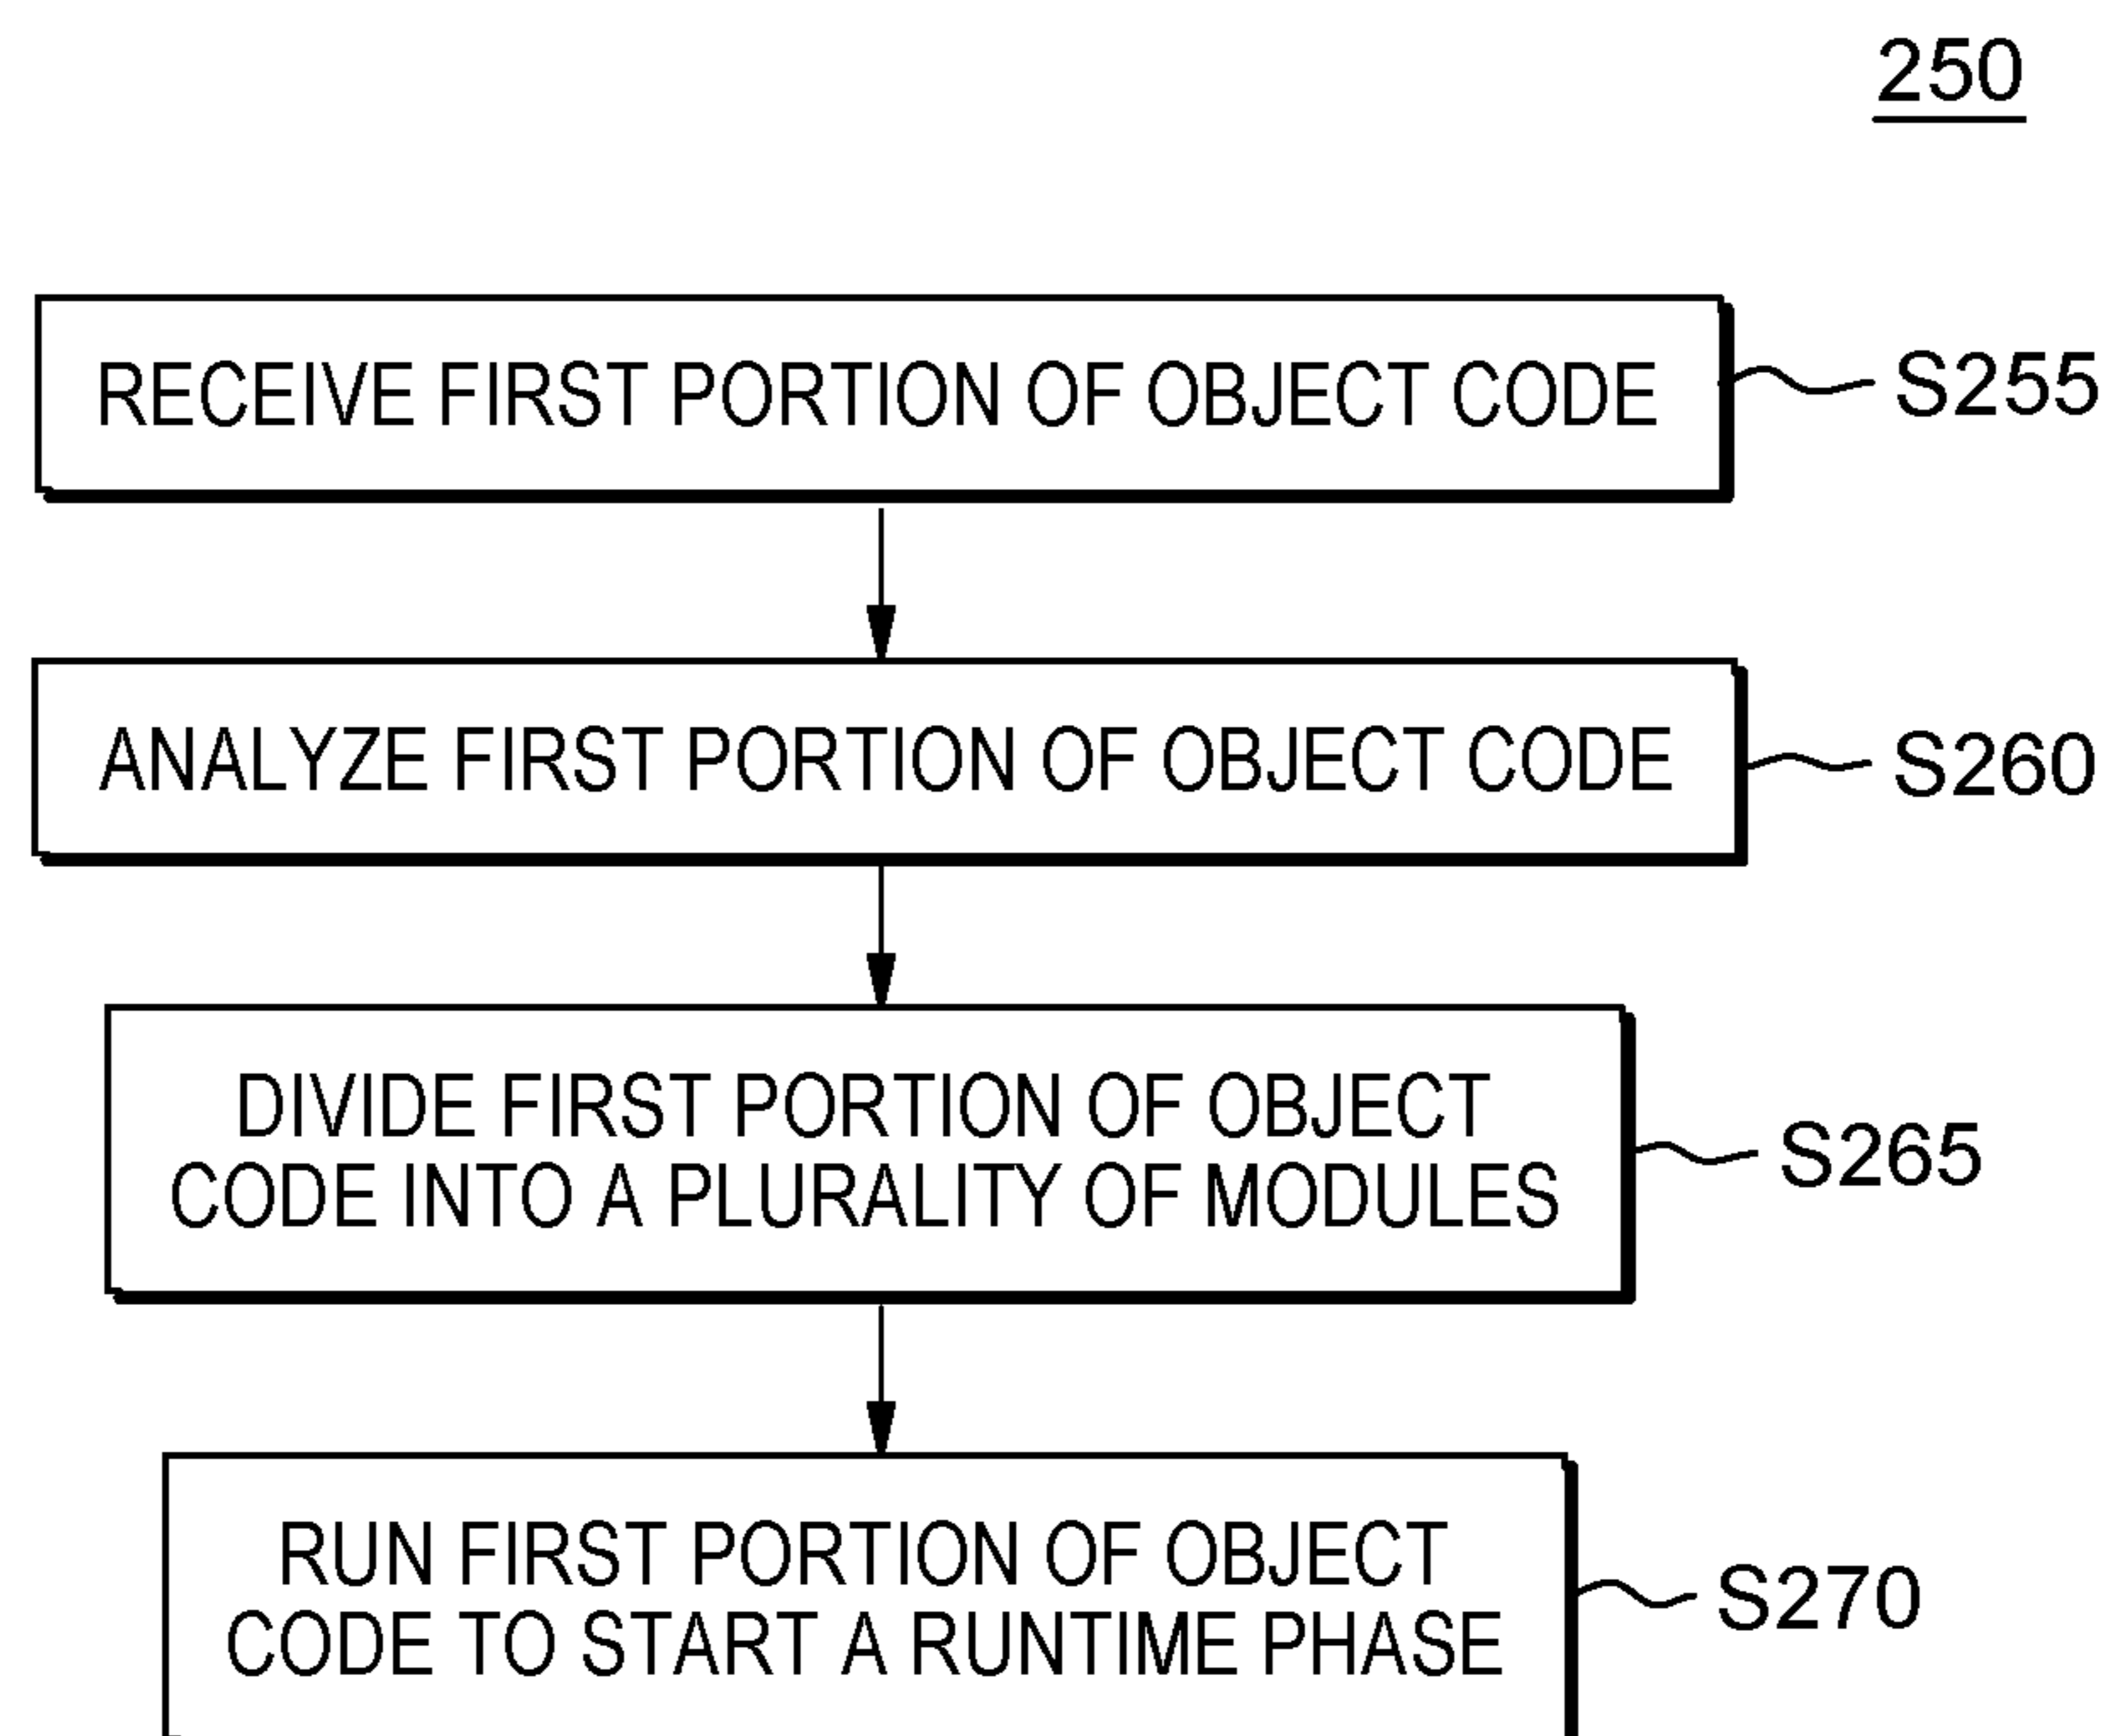 250
RECEIVE FIRST PORTION OF OBJECT CODE
S255
ANALYZE FIRST PORTION OF OBJECT CODE
S260
DIVIDE FIRST PORTION OF OBJECT
CODE INTO A PLURALITY OF MODULES
S265
RUN FIRST PORTION OF OBJECT
CODE TO START A RUNTIME PHASE
S270